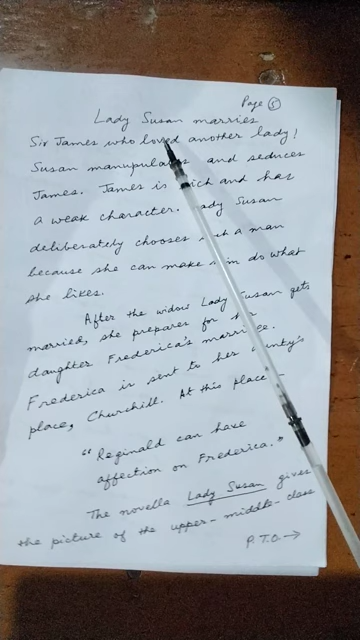 Page 5
Lady Susan marries
Sir James who loved another lady!
Susan manupulates and seduces
James. James is rich and has
a weak character. Lady Susan
deliberately chooses such a man
because she can make him do what
she likes.
After the widow Lady Susan gets
married, she prepares for her
daughter Frederica's marriage.
Frederica is sent to her aunty's
place, Churchill. At this place -
"Reginald can have
affection on Frederica."
The novella Lady Susan gives
the picture of the upper-middle-class
P.T.O →